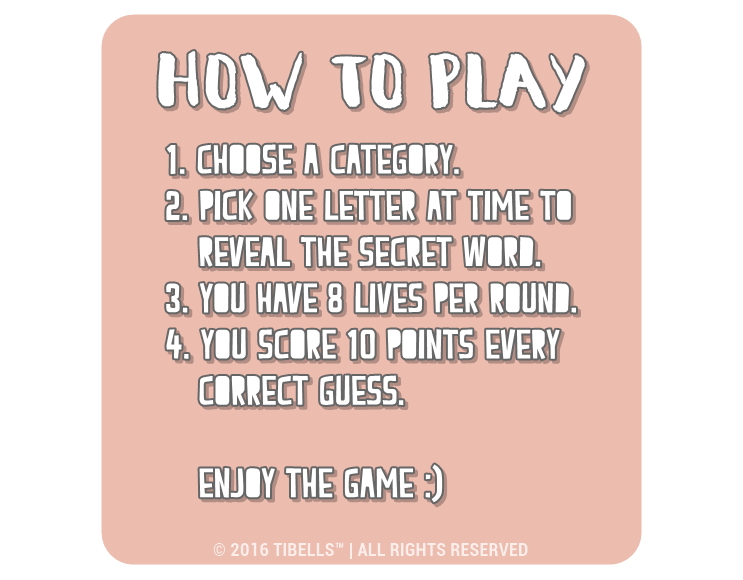 HOW TO PLAY
1. CHOOSE A CATEGORY.
2. PICK ONE LETTER AT TIME TO
REVEAL THE SECRET WORD.
3. YOU HAVE 8 LIVES PER ROUND.
4. YOU SCORE 10 POINTS EVERY
CORRECT GUESS.
ENJOY THE GAME :)
© 2016 TIBELLS™ | ALL RIGHTS RESERVED